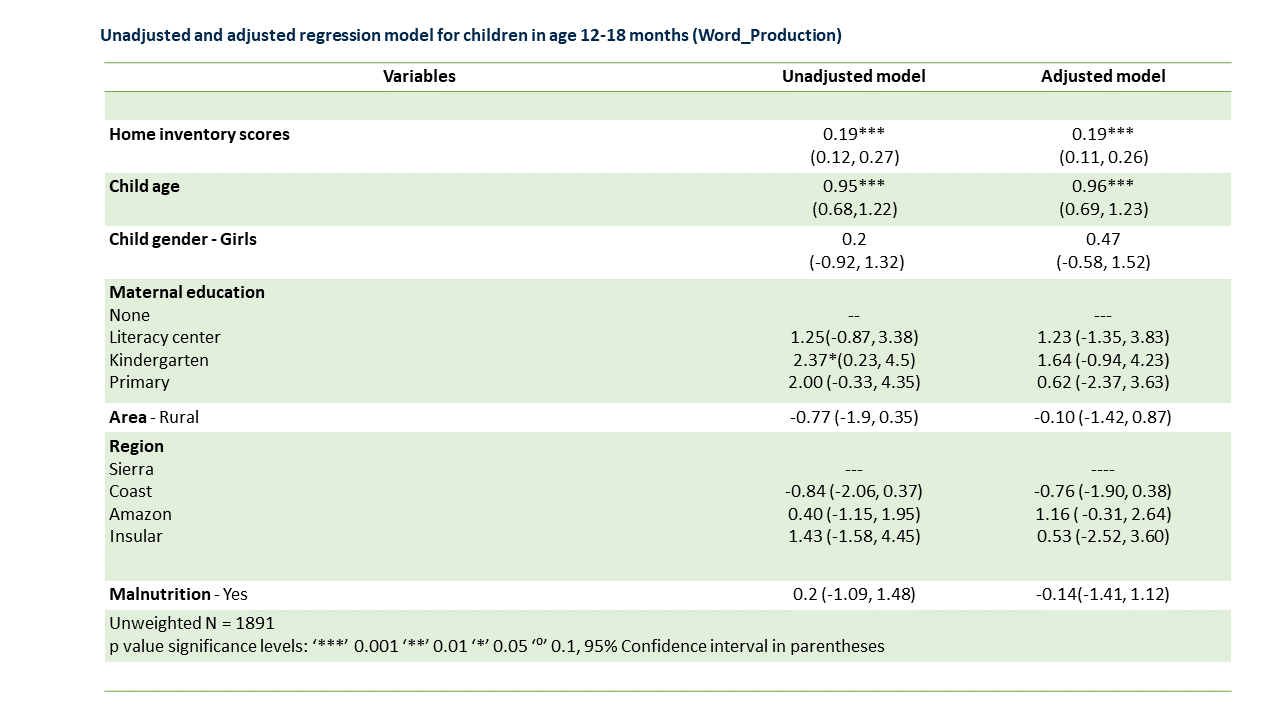 Unadjusted and adjusted regression model for children in age 12-18 months (Word_Production)
Variables Unadjusted model Adjusted model
Home inventory scores 0.19*** 0.19***
(0.12, 0.27) (0.11, 0.26)
Child age 0.95*** 0.96***
(0.68,1.22) (0.69, 1.23)
Child gender - Girls 0.2 0.47
(-0.92, 1.32) (-0.58, 1.52)
Maternal education
None -- ---
Literacy center 1.25(-0.87, 3.38) 1.23 (-1.35, 3.83)
Kindergarten 2.37*(0.23, 4.5) 1.64 (-0.94, 4.23)
Primary 2.00 (-0.33, 4.35) 0.62 (-2.37, 3.63)
Area - Rural -0.77 (-1.9, 0.35) -0.10 (-1.42, 0.87)
Region
Sierra --- ----
Coast -0.84 (-2.06, 0.37) -0.76 (-1.90, 0.38)
Amazon 0.40 (-1.15, 1.95) 1.16 ( -0.31, 2.64)
Insular 1.43 (-1.58, 4.45) 0.53 (-2.52, 3.60)
Malnutrition - Yes 0.2 (-1.09, 1.48) -0.14(-1.41, 1.12)
Unweighted N = 1891
p value significance levels: ‘***’ 0.001 ‘**’ 0.01 ‘*’ 0.05 ‘⁰’ 0.1, 95% Confidence interval in parentheses